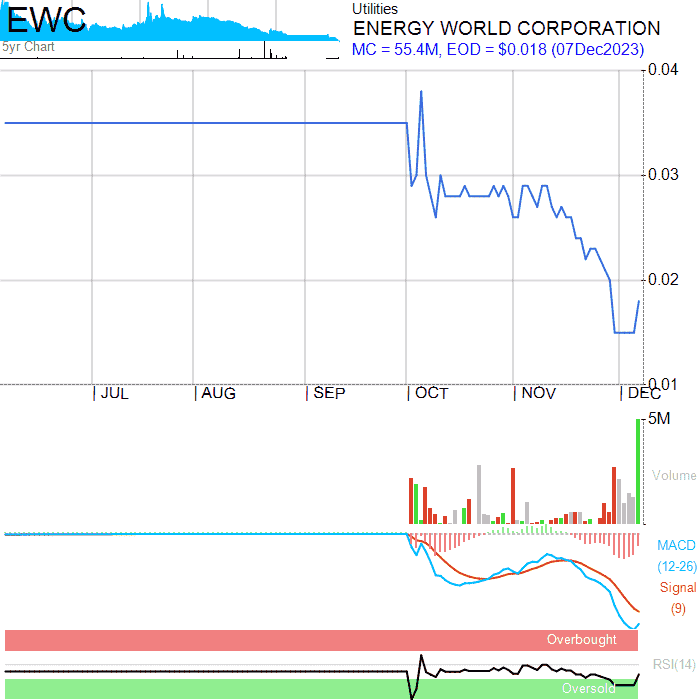 EWC
5yr Chart
Utilities
ENERGY WORLD CORPORATION
MC = 55.4M, EOD = $0.018 (07Dec2023)
0.04
0.03
0.02
0.01
JUL AUG SEP OCT NOV DEC
5M
Volume
MACD
(12-26)
Signal
(9)
Overbought
RSI(14)
Oversold